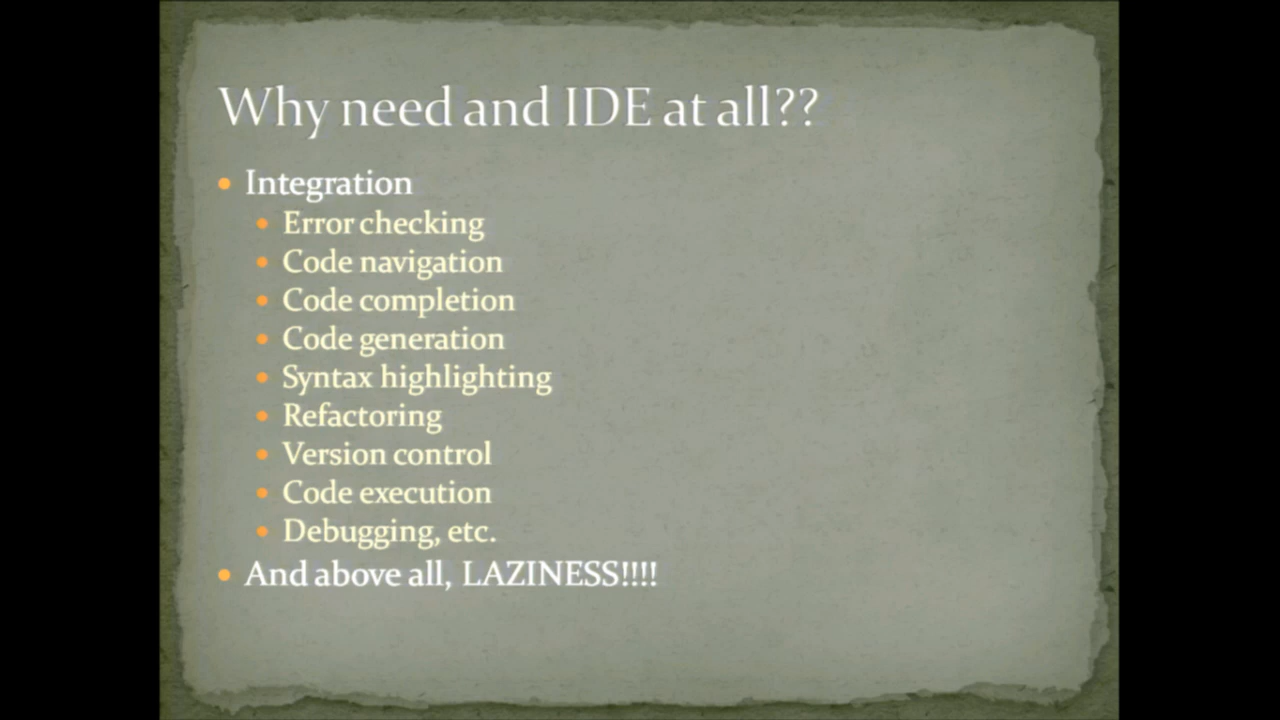 Why need and IDE at all??
Integration
Error checking
Code navigation
Code completion
Code generation
Syntax highlighting
Refactoring
Version control
Code execution
Debugging, etc.
And above all, LAZINESS!!!!